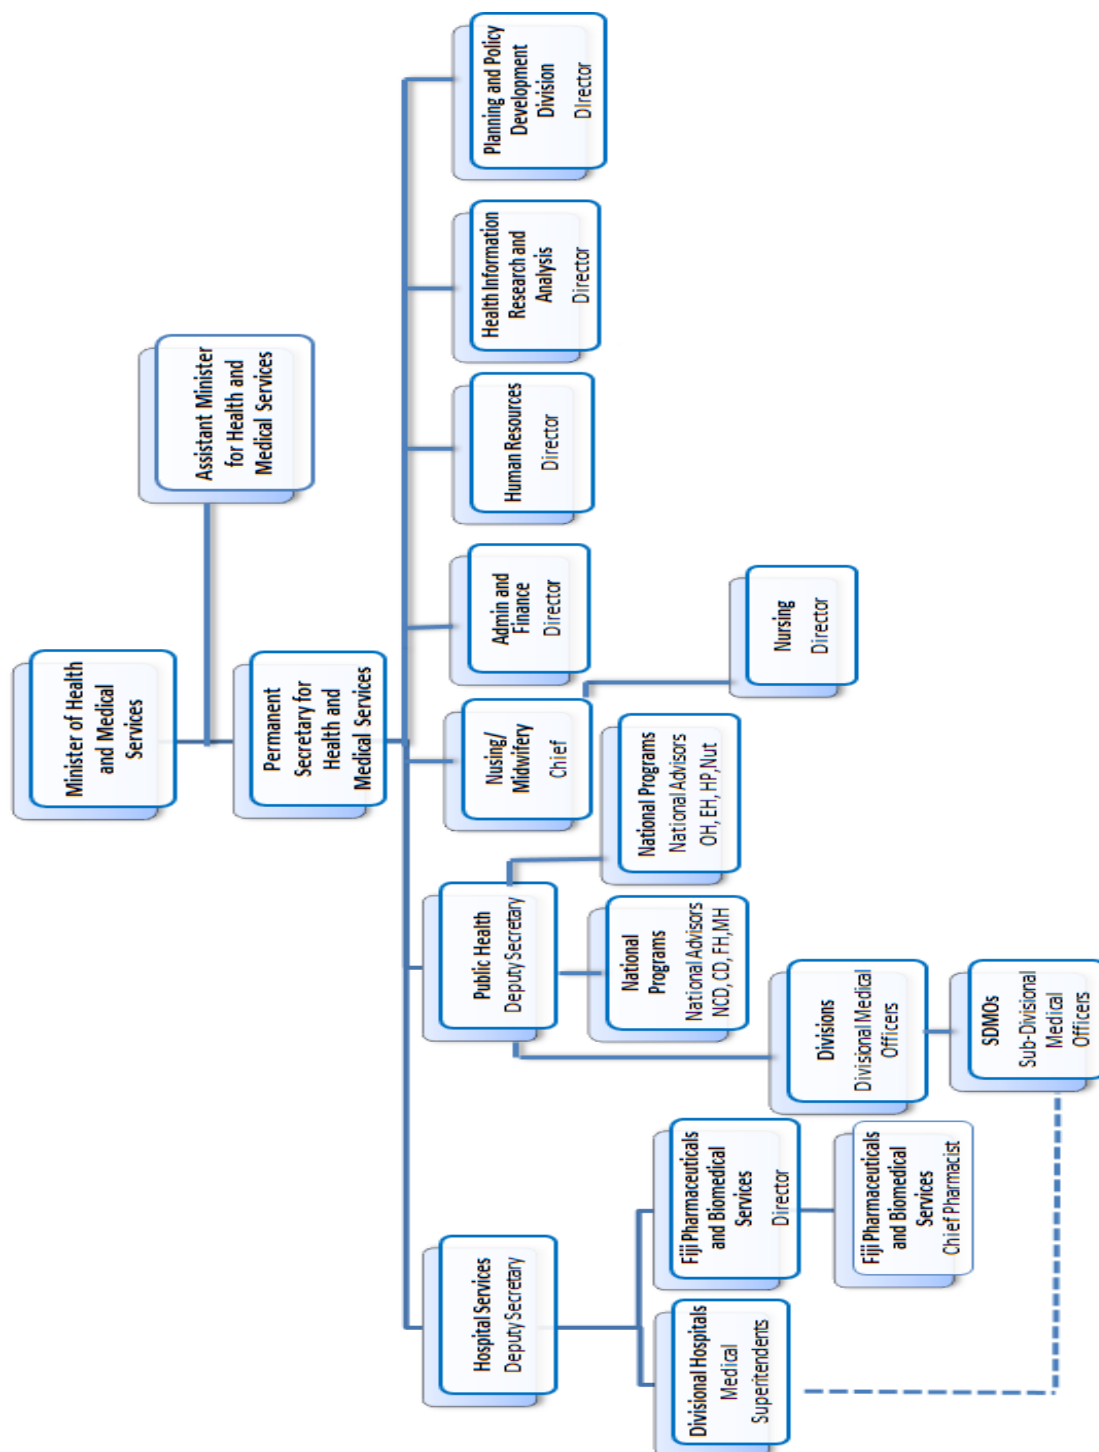 Minister of Health
and Medical
Services
Assistant Minister
for Health and
Medical Services
Permanent
Secretary for
Health and
Medical Services
Hospital Services
Deputy Secretary
Public Health
Deputy Secretary
Nusing/
Midwifery
Chief
Admin and
Finance
Director
Human Resources
Director
Health Information
Research and
Analysis
Director
Planning and Policy
Development
Division
DIrector
Divisional Hospitals
Medical
Superitendents
Fiji Pharmaceuticals
and Biomedical
Services
Director
Fiji Pharmaceuticals
and Biomedical
Services
Chief Pharmacist
National
Programs
National Advisors
NCD, CD, FH,MH
National Programs
National Advisors
OH, EH, HP,Nut
Divisions
Divisional Medical
Officers
SDMOs
Sub-Divisional
Medical
Officers
Nursing
Director